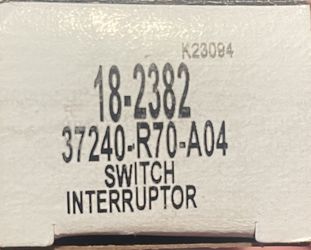 K23094
18-2382
37240-R70-A04
SWITCH
INTERRUPTOR